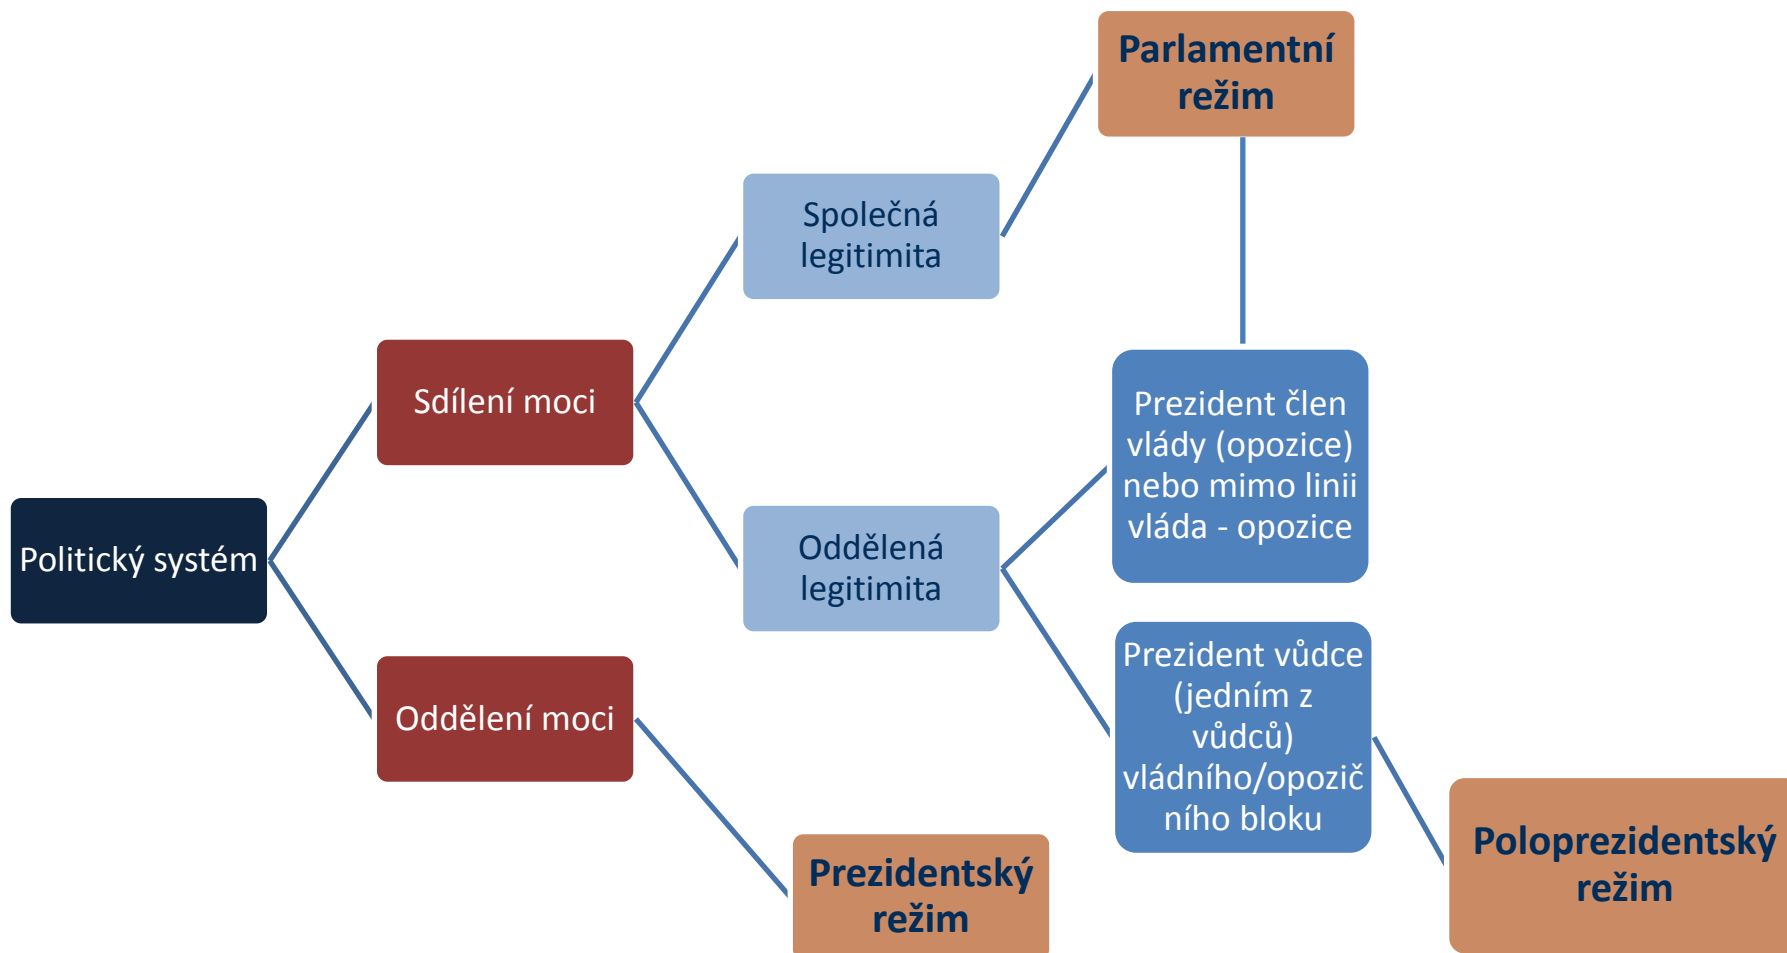 Parlamentní
režim
Společná
legitimita
Sdílení moci
Prezident člen
vlády (opozice)
nebo mimo linii
vláda - opozice
Politický systém
Oddělená
legitimita
Prezident vůdce
(jedním z
vůdců)
vládního/opozič
ního bloku
Oddělení moci
Prezidentský
režim
Poloprezidentský
režim